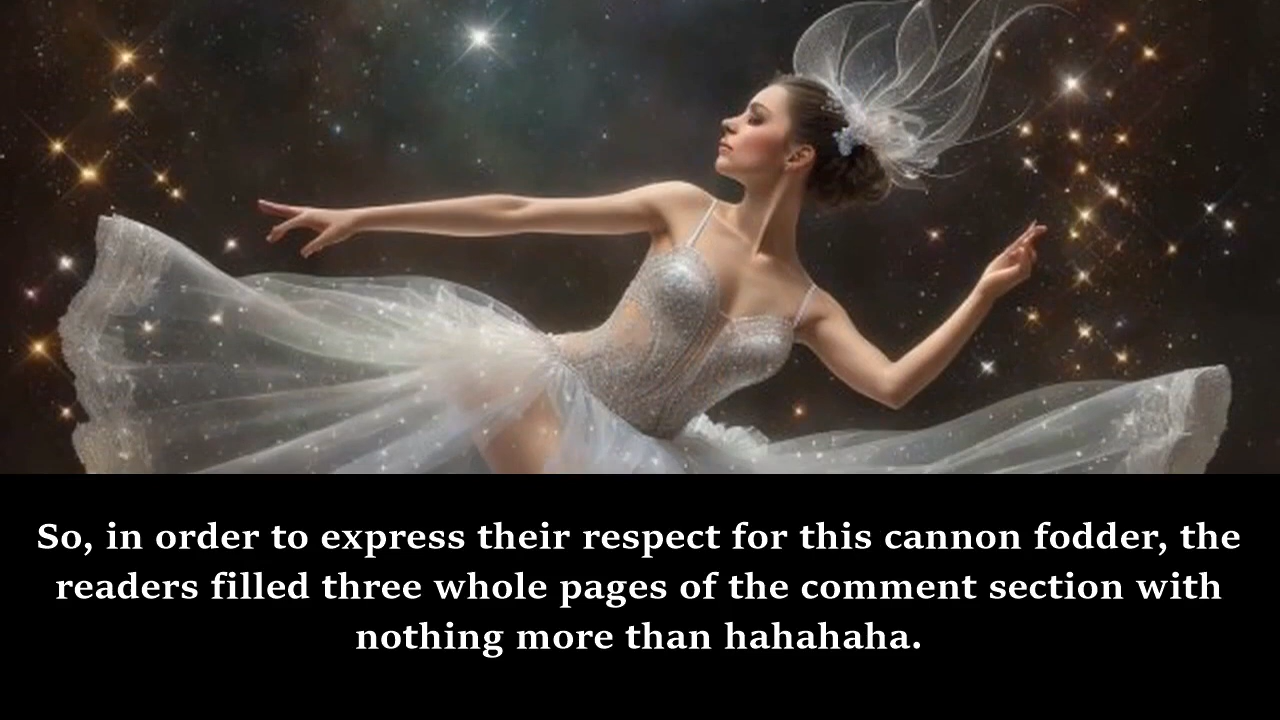 So, in order to express their respect for this cannon fodder, the
readers filled three whole pages of the comment section with
nothing more than hahahaha.